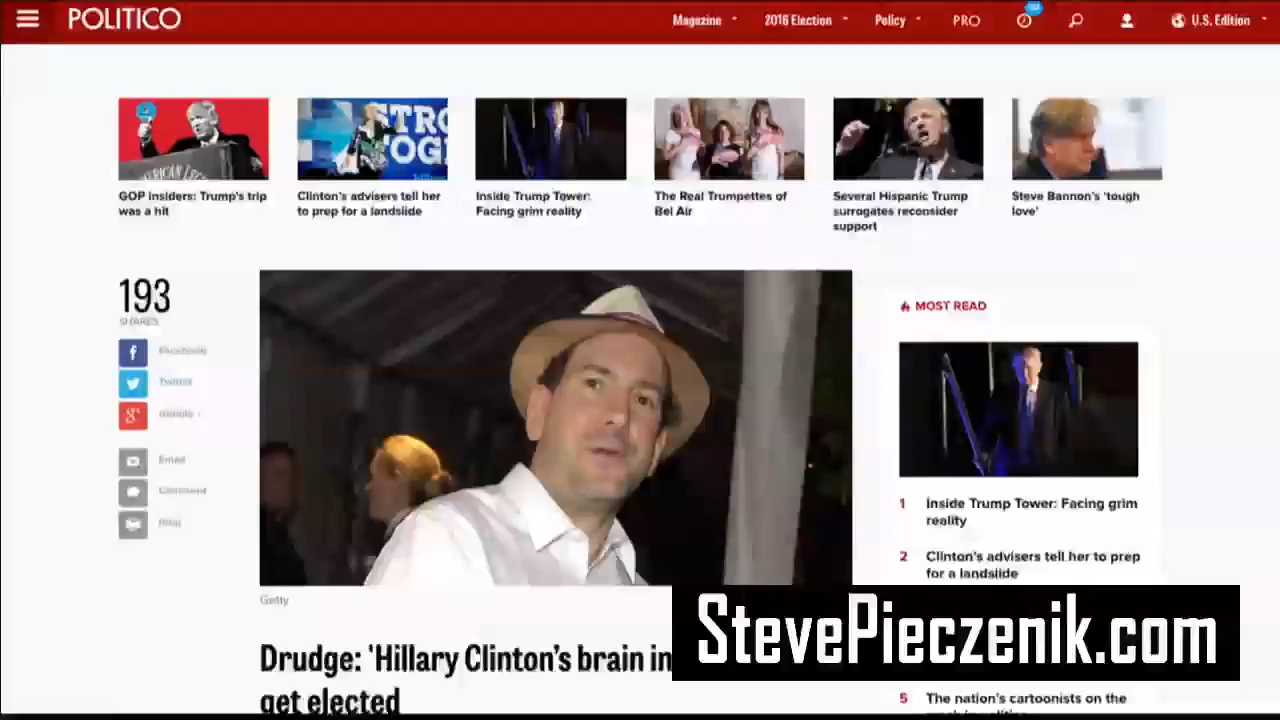 POLITICO
Magazine
2016 Election
Policy
PRO
U.S. Edition
GOP insiders: Trump's trip
was a hit
Clinton's advisers tell her
to prep for a landslide
Inside Trump Tower:
Facing grim reality
The Real Trumpettes of
Bel Air
Several Hispanic Trump
surrogates reconsider
support
Steve Bannon's 'tough
love'
193
SHARES
Facebook
Twitter
Google +
Email
Comment
Print
Getty
Drudge: 'Hillary Clinton's brain in
get elected
MOST READ
1 Inside Trump Tower: Facing grim
reality
2 Clinton's advisers tell her to prep
for a landslide
StevePieczenik.com
5 The nation's cartoonists on the